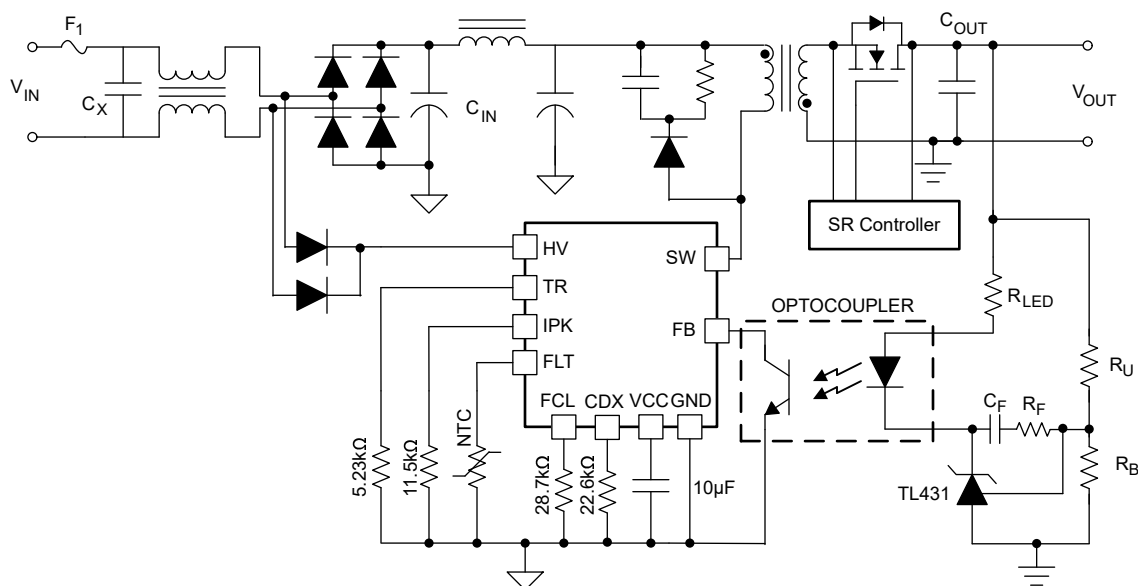 F1
COUT
VIN
CX
CIN
VOUT
SR Controller
HV
SW
TR
OPTOCOUPLER
RLED
IPK
FB
FLT
RU
FCL
CDX
VCC
GND
CF
RF
NTC
5.23kΩ
11.5kΩ
28.7kΩ
22.6kΩ
10µF
TL431
RB